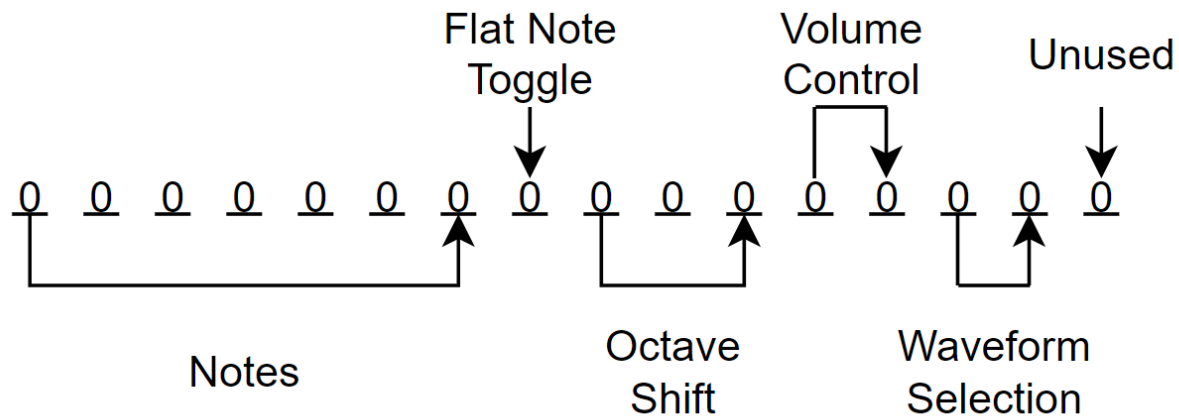 Flat Note
Toggle
Volume
Control
Unused
0 0 0 0 0 0 0 0 0 0 0 0 0 0 0 0
Notes
Octave
Shift
Waveform
Selection